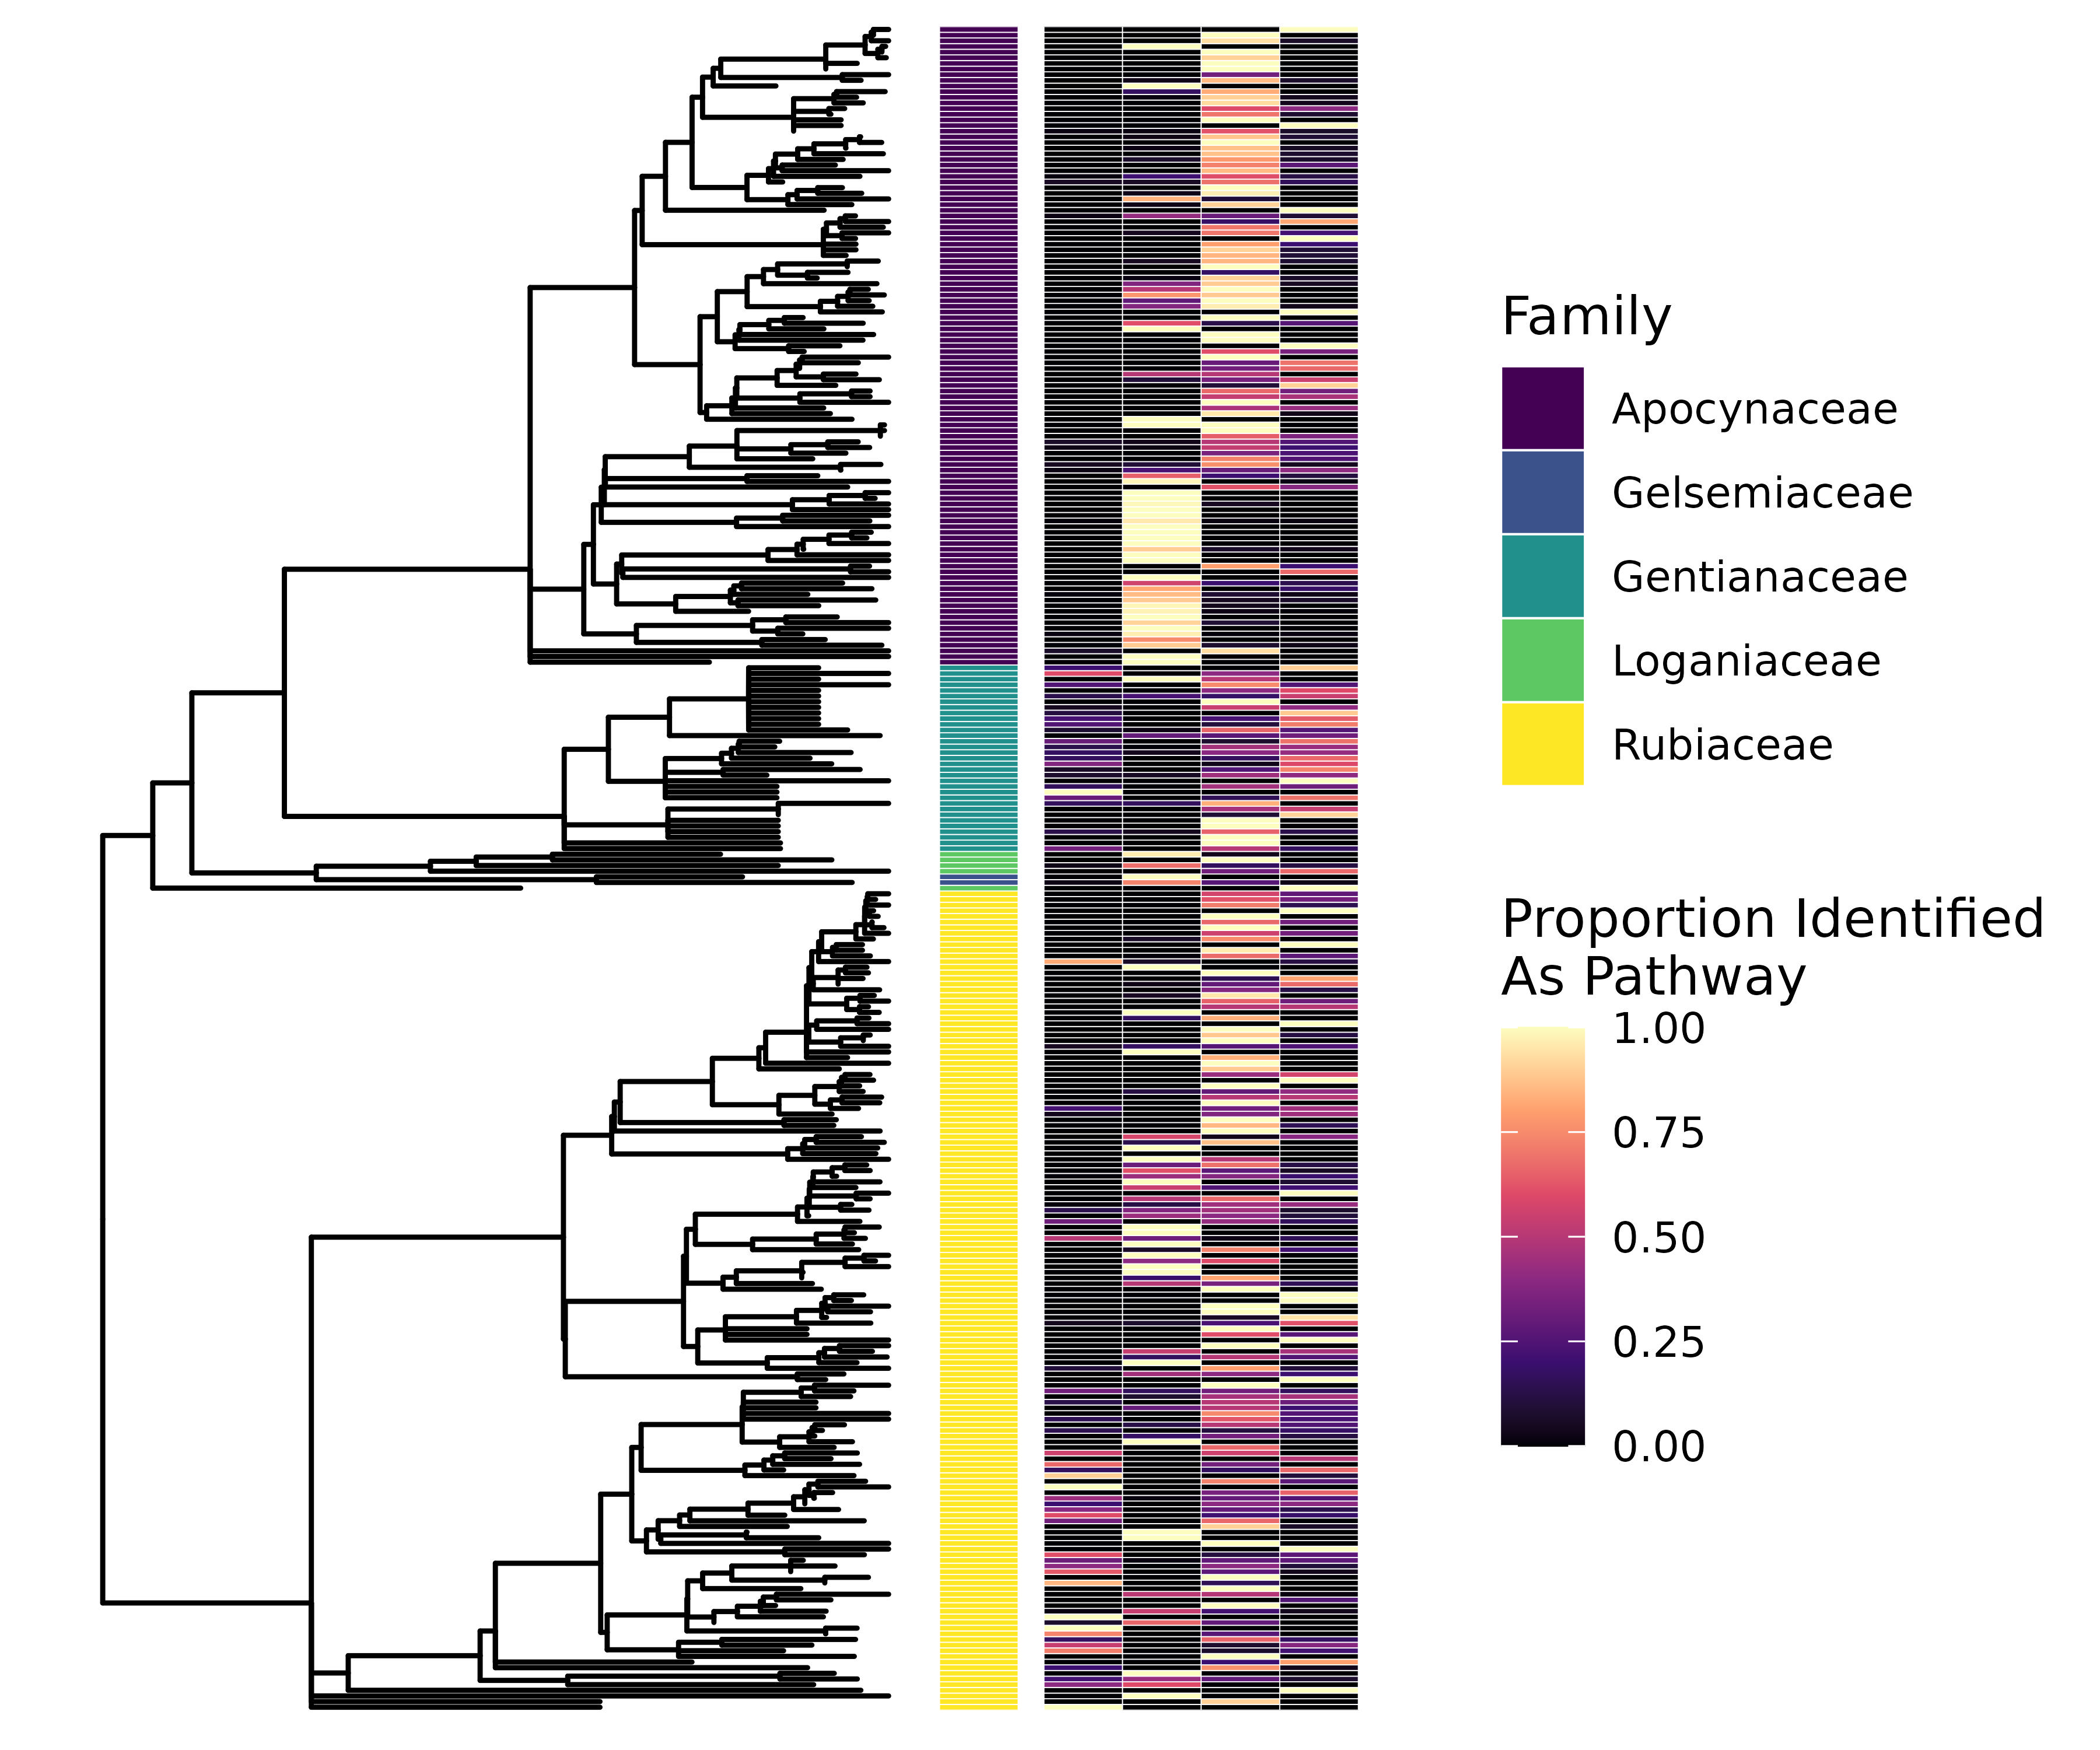 Family
Apocynaceae
Gelsemiaceae
Gentianaceae
Loganiaceae
Rubiaceae
Proportion Identified
As Pathway
1.00
0.75
0.50
0.25
0.00